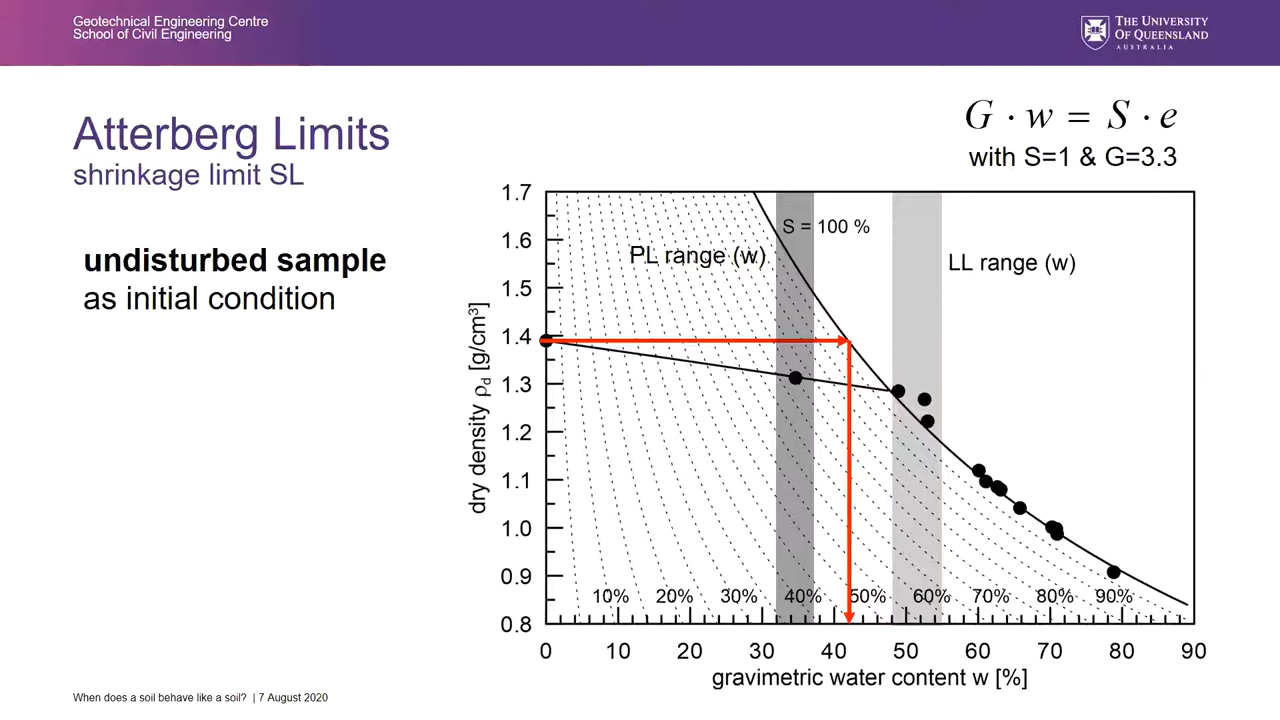 Geotechnical Engineering Centre
School of Civil Engineering
THE UNIVERSITY
OF QUEENSLAND
AUSTRALIA
Atterberg Limits
shrinkage limit SL
G · w = S · e
with S=1 & G=3.3
undisturbed sample
as initial condition
1.7
1.6
1.5
1.4
1.3
1.2
1.1
1.0
0.9
0.8
dry density ρd [g/cm³]
S = 100 %
PL range (w)
LL range (w)
10% 20% 30% 40% 50% 60% 70% 80% 90%
0 10 20 30 40 50 60 70 80 90
gravimetric water content w [%]
When does a soil behave like a soil? | 7 August 2020